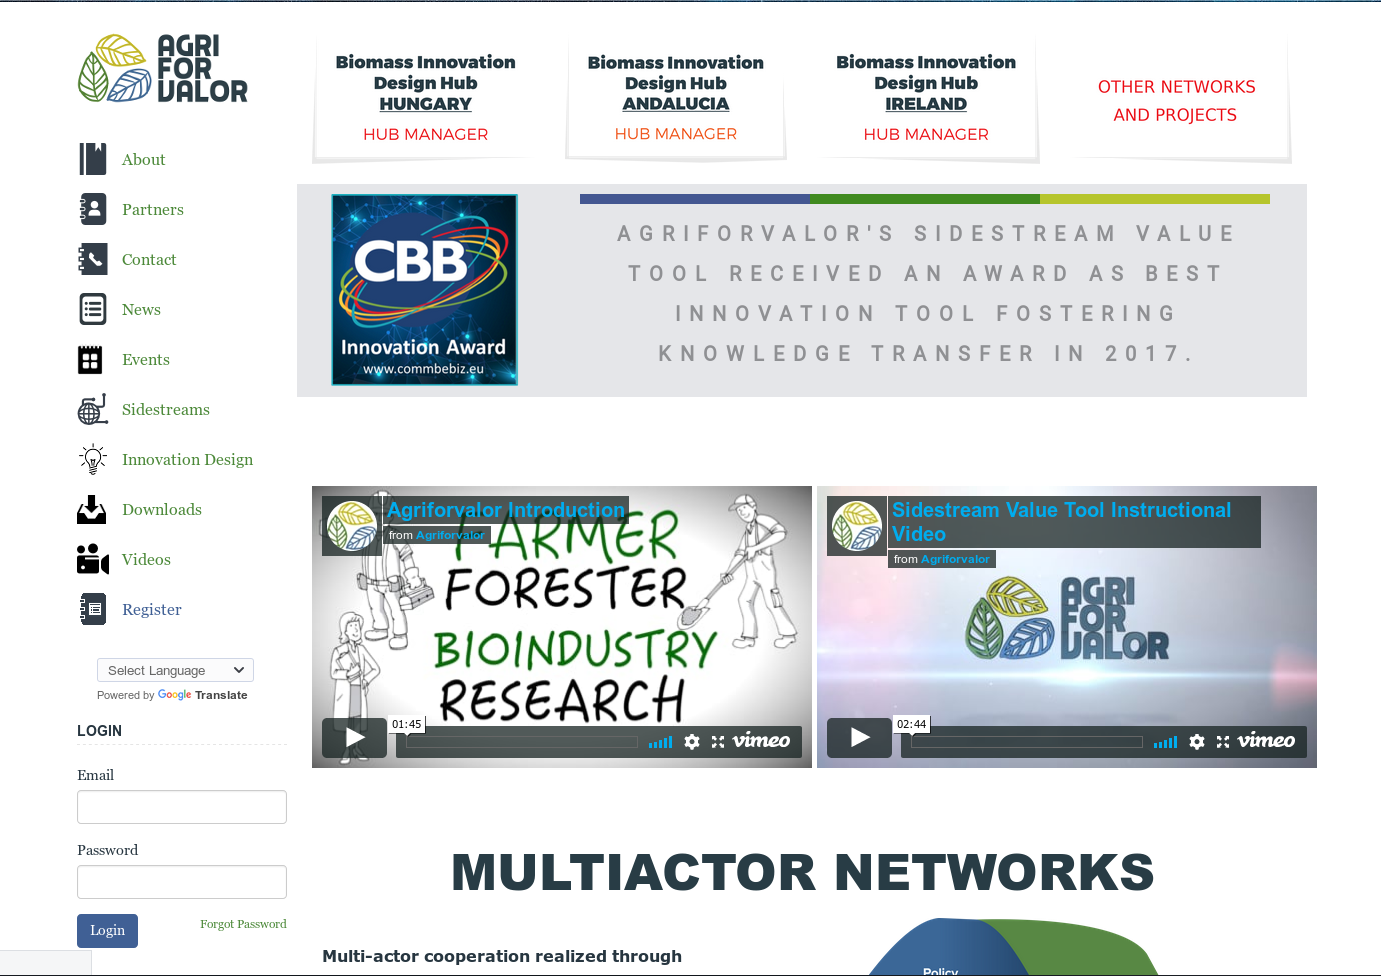 AGRI
FOR
VALOR
About
Partners
Contact
News
Events
Sidestreams
Innovation Design
Downloads
Videos
Register
Select Language
Powered by Google Translate
LOGIN
Email
Password
Login
Forgot Password
Biomass Innovation
Design Hub
HUNGARY
HUB MANAGER
Biomass Innovation
Design Hub
ANDALUCIA
HUB MANAGER
Biomass Innovation
Design Hub
IRELAND
HUB MANAGER
OTHER NETWORKS
AND PROJECTS
CBB
Innovation Award
www.commbebiz.eu
AGRIFORVALOR'S SIDESTREAM VALUE
TOOL RECEIVED AN AWARD AS BEST
INNOVATION TOOL FOSTERING
KNOWLEDGE TRANSFER IN 2017.
Agriforvalor Introduction
from Agriforvalor
FARMER
FORESTER
BIOINDUSTRY
RESEARCH
01:45
vimeo
Sidestream Value Tool Instructional
Video
from Agriforvalor
AGRI
FOR
VALOR
02:44
vimeo
MULTIACTOR NETWORKS
Multi-actor cooperation realized through
Policy